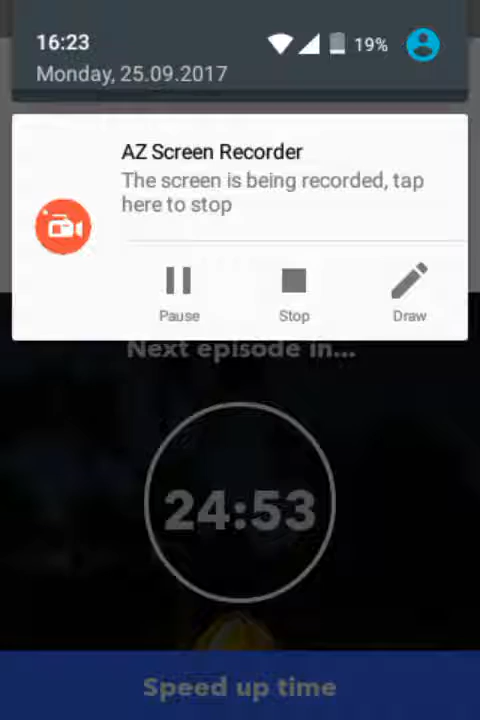 16:23
19%
Monday, 25.09.2017
AZ Screen Recorder
The screen is being recorded, tap
here to stop
Pause
Stop
Draw
Next episode in...
24:53
Speed up time